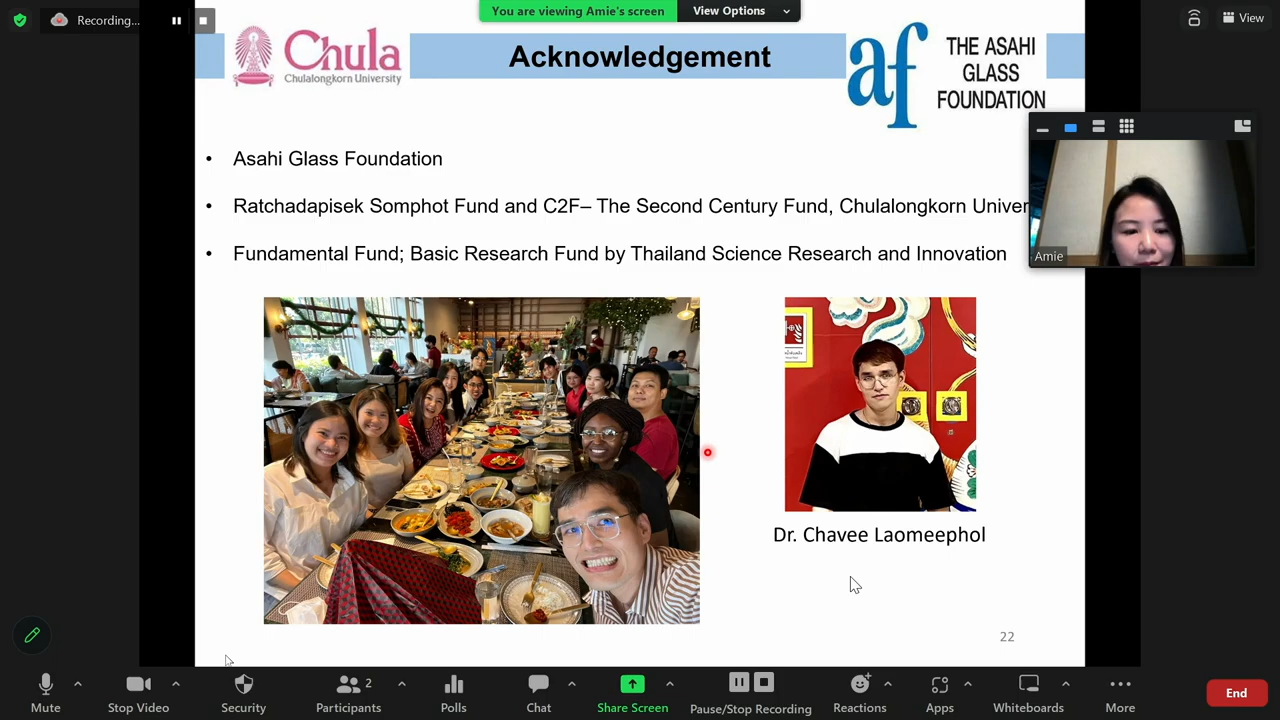 Recording...
You are viewing Amie's screen
View Options
View
Chula
Chulalongkorn University
Acknowledgement
af
THE ASAHI
GLASS
FOUNDATION
• Asahi Glass Foundation
• Ratchadapisek Somphot Fund and C2F– The Second Century Fund, Chulalongkorn Univer
• Fundamental Fund; Basic Research Fund by Thailand Science Research and Innovation
Amie
Dr. Chavee Laomeephol
22
Mute
Stop Video
Security
2
Participants
Polls
Chat
Share Screen
Pause/Stop Recording
Reactions
Apps
Whiteboards
More
End